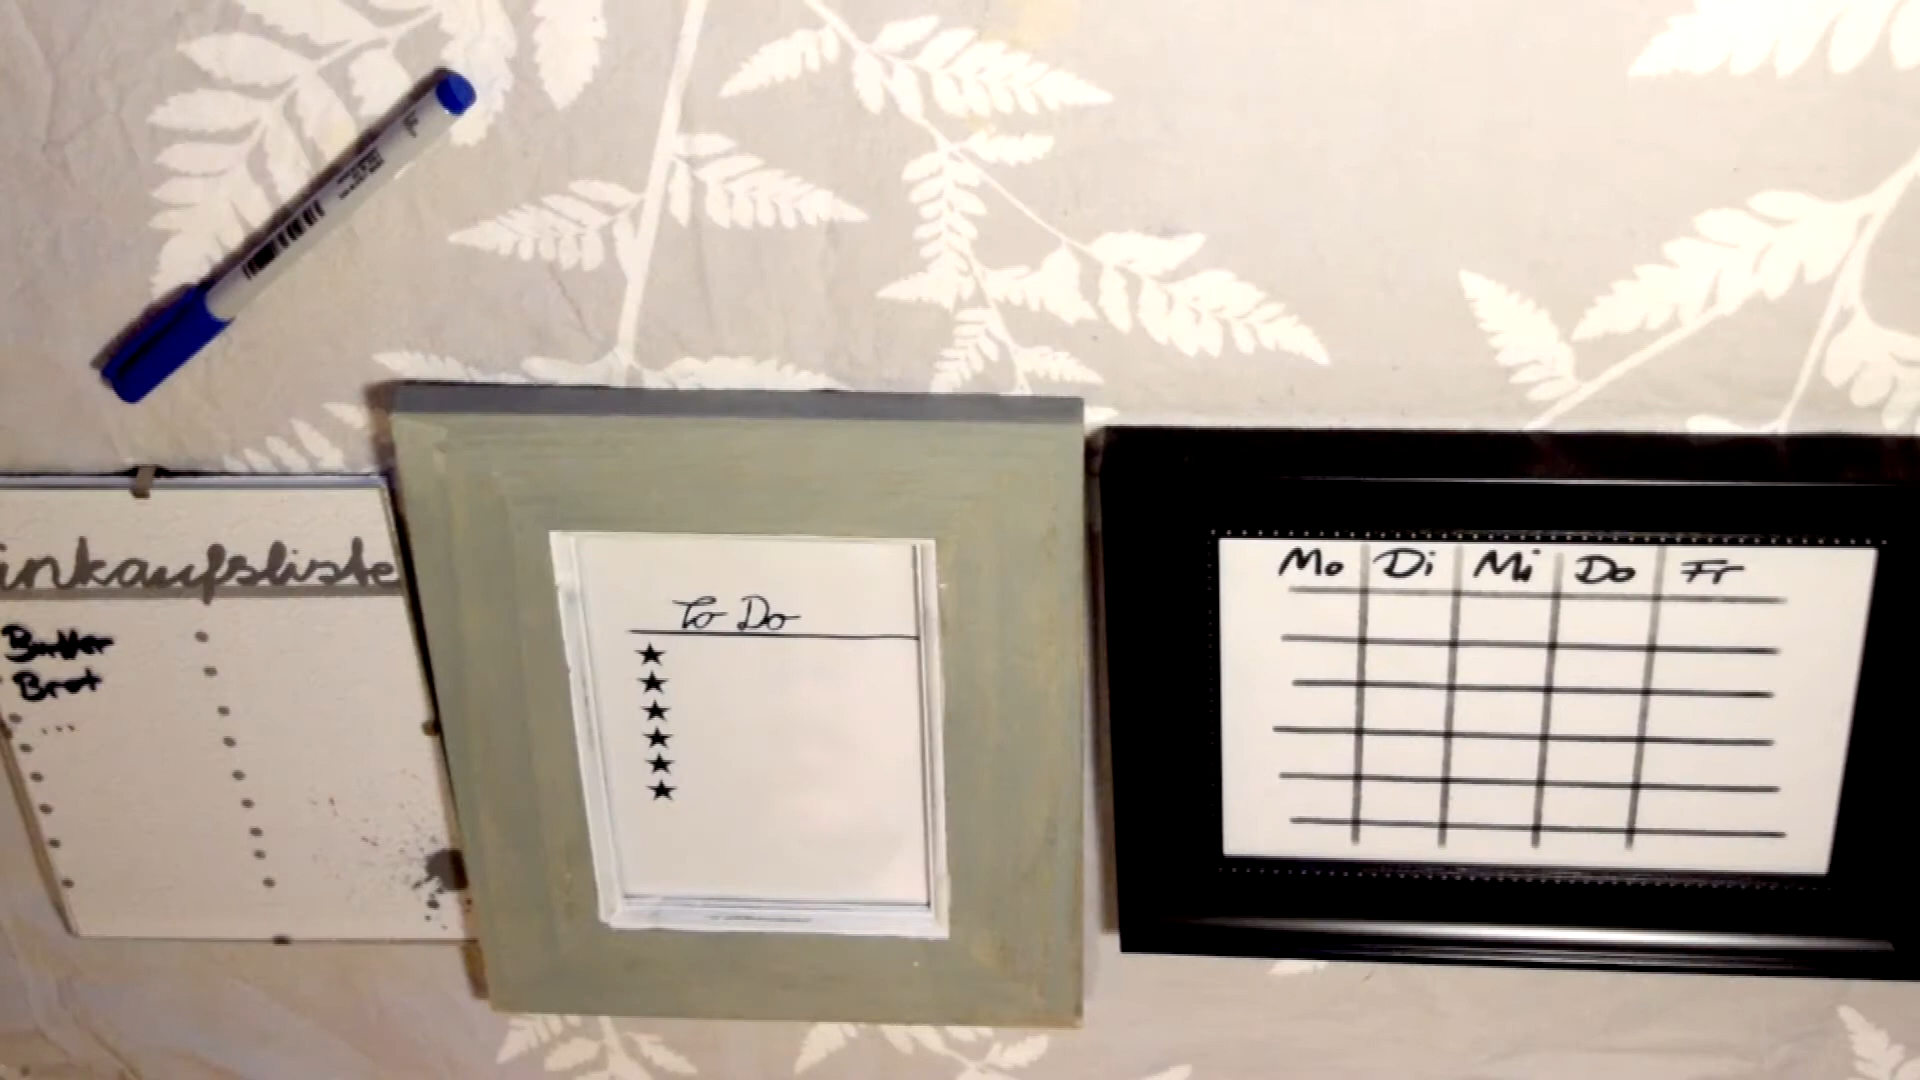 inkaufsliste
Butter
Brot
...
To Do
Mo Di Mi Do Fr
F